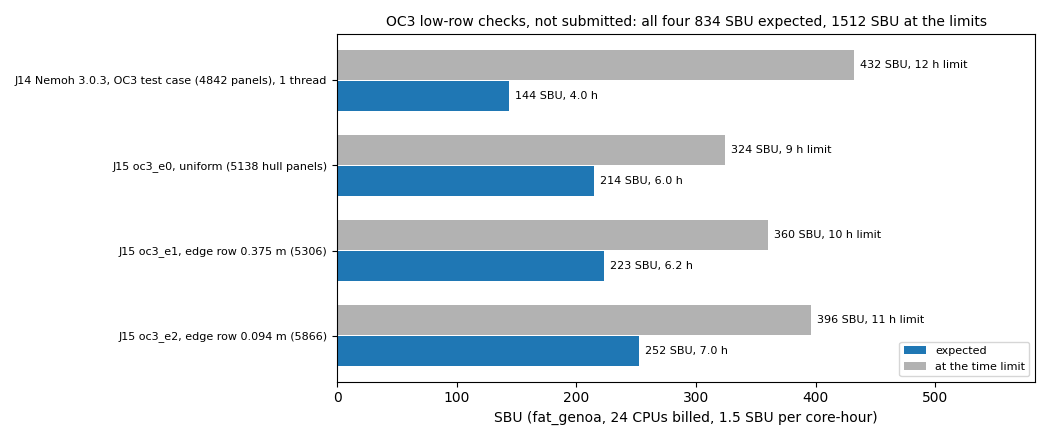 OC3 low-row checks, not submitted: all four 834 SBU expected, 1512 SBU at the limits
J14 Nemoh 3.0.3, OC3 test case (4842 panels), 1 thread
432 SBU, 12 h limit
144 SBU, 4.0 h
J15 oc3_e0, uniform (5138 hull panels)
324 SBU, 9 h limit
214 SBU, 6.0 h
J15 oc3_e1, edge row 0.375 m (5306)
360 SBU, 10 h limit
223 SBU, 6.2 h
J15 oc3_e2, edge row 0.094 m (5866)
396 SBU, 11 h limit
252 SBU, 7.0 h
expected
at the time limit
0 100 200 300 400 500
SBU (fat_genoa, 24 CPUs billed, 1.5 SBU per core-hour)